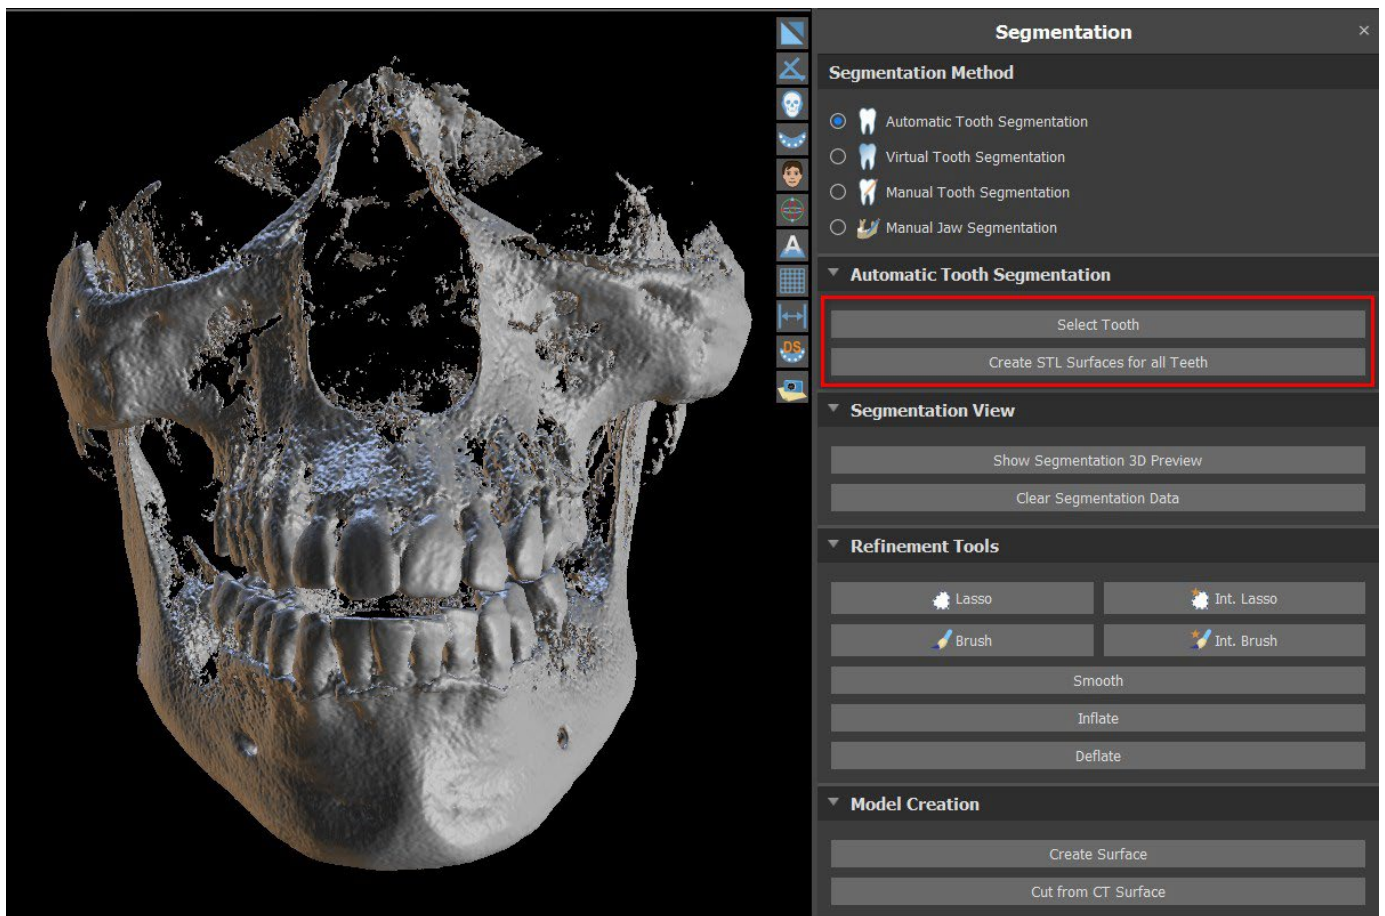 Segmentation
Segmentation Method
Automatic Tooth Segmentation
Virtual Tooth Segmentation
Manual Tooth Segmentation
Manual Jaw Segmentation
Automatic Tooth Segmentation
Select Tooth
Create STL Surfaces for all Teeth
Segmentation View
Show Segmentation 3D Preview
Clear Segmentation Data
Refinement Tools
Lasso
Int. Lasso
Brush
Int. Brush
Smooth
Inflate
Deflate
Model Creation
Create Surface
Cut from CT Surface
A
DS